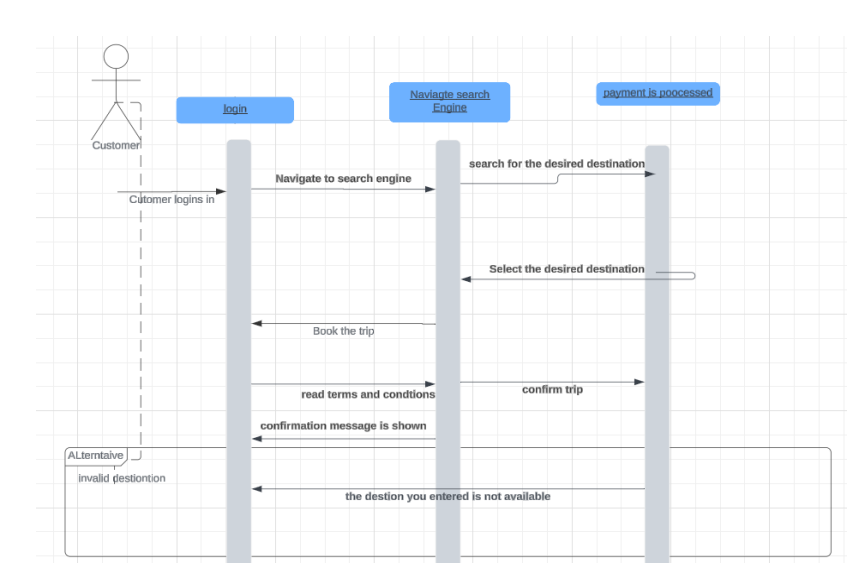 login
Naviagte search
Engine
payment is poocessed
Customer
search for the desired destination
Navigate to search engine
Cutomer logins in
Select the desired destination
Book the trip
read terms and condtions
confirm trip
confirmation message is shown
ALterntaive
invalid destiontion
the destion you entered is not available